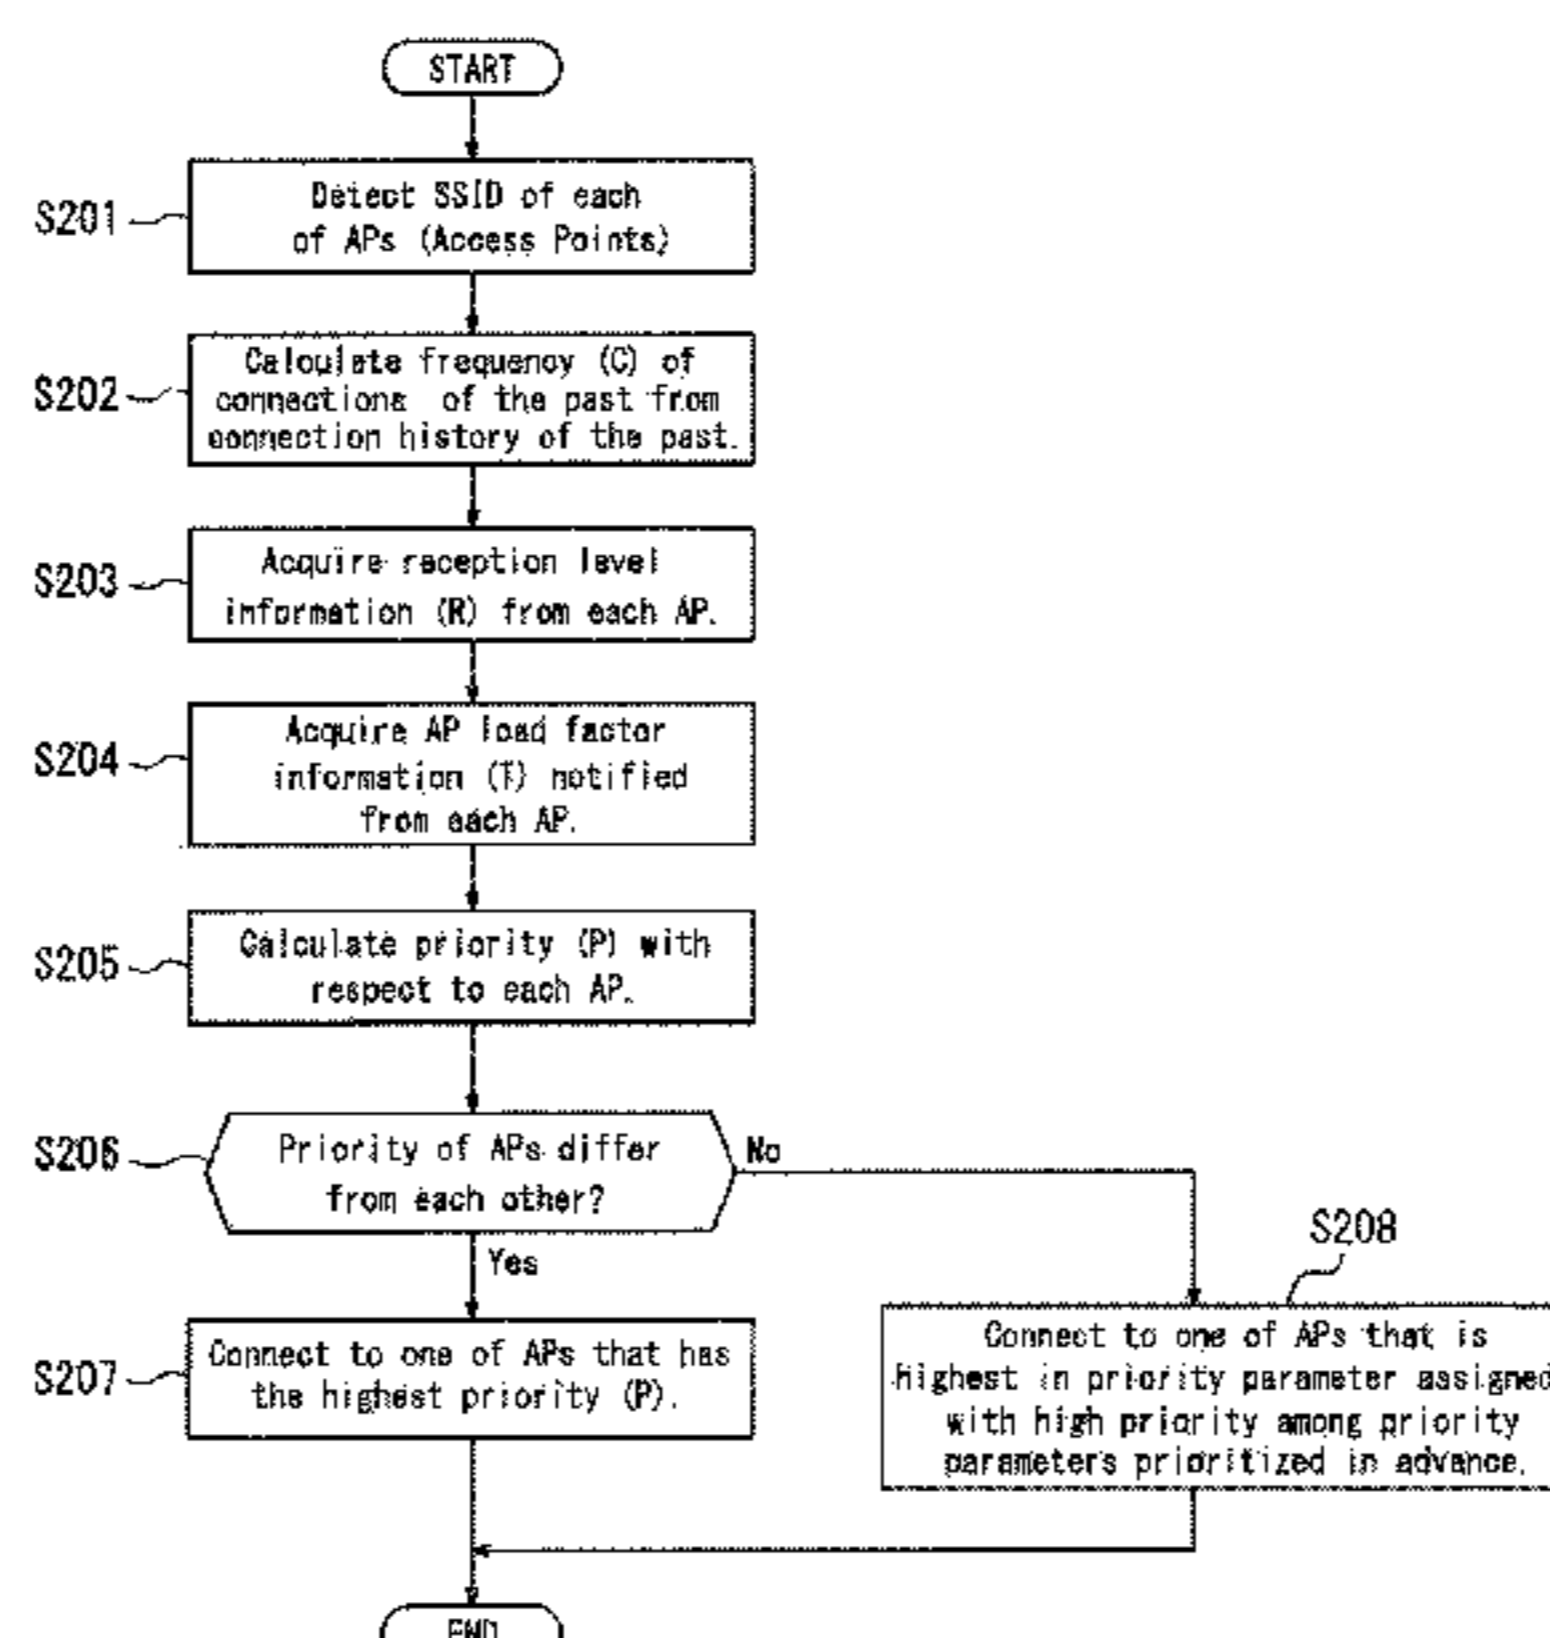 START
S201
Detect SSID of each
of APs (Access Points)
S202
Calculate frequency (C) of
connections of the past from
connection history of the past.
S203
Acquire reception level
information (R) from each AP.
S204
Acquire AP load factor
information (T) notified
from each AP.
S205
Calculate priority (P) with
respect to each AP.
S206
Priority of APs differ
from each other?
No
Yes
S207
Connect to one of APs that has
the highest priority (P).
S208
Connect to one of APs that is
highest in priority parameter assigned
with high priority among priority
parameters prioritized in advance.
END